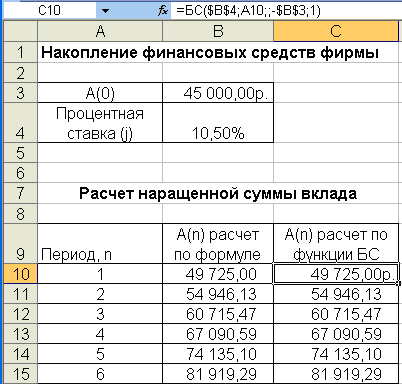 C10 fx =БС($B$4;A10;;-$B$3;1)
A B C
1 Накопление финансовых средств фирмы
2
3 A(0) 45 000,00р.
Процентная
4 ставка (j) 10,50%
5
6
7 Расчет наращенной суммы вклада
8
A(n) расчет A(n) расчет по
9 Период, n по формуле функции БС
10 1 49 725,00 49 725,00р.
11 2 54 946,13 54 946,13
12 3 60 715,47 60 715,47
13 4 67 090,59 67 090,59
14 5 74 135,10 74 135,10
15 6 81 919,29 81 919,29